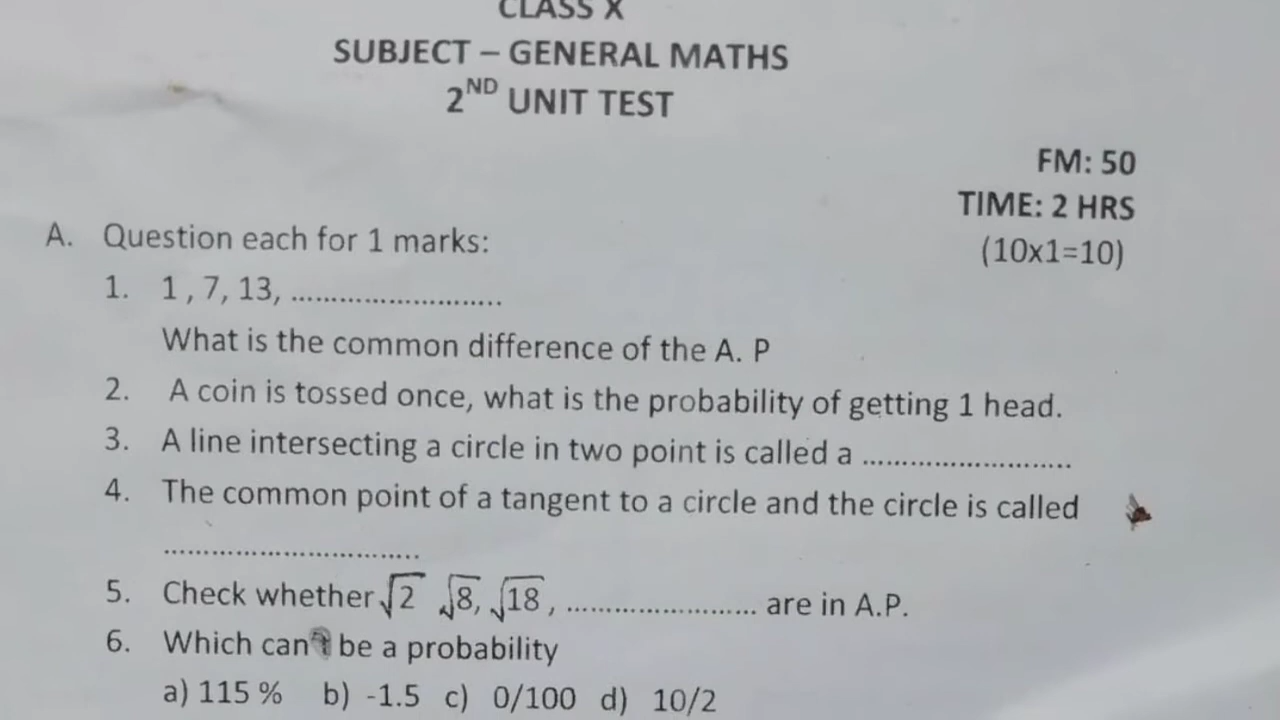 CLASS X
SUBJECT – GENERAL MATHS
2ND UNIT TEST
FM: 50
TIME: 2 HRS
A. Question each for 1 marks: (10x1=10)
1. 1 , 7, 13, ..........................
What is the common difference of the A. P
2. A coin is tossed once, what is the probability of getting 1 head.
3. A line intersecting a circle in two point is called a ..........................
4. The common point of a tangent to a circle and the circle is called
................................
5. Check whether √2 √8, √18 , ........................ are in A.P.
6. Which can be a probability
a) 115 % b) -1.5 c) 0/100 d) 10/2